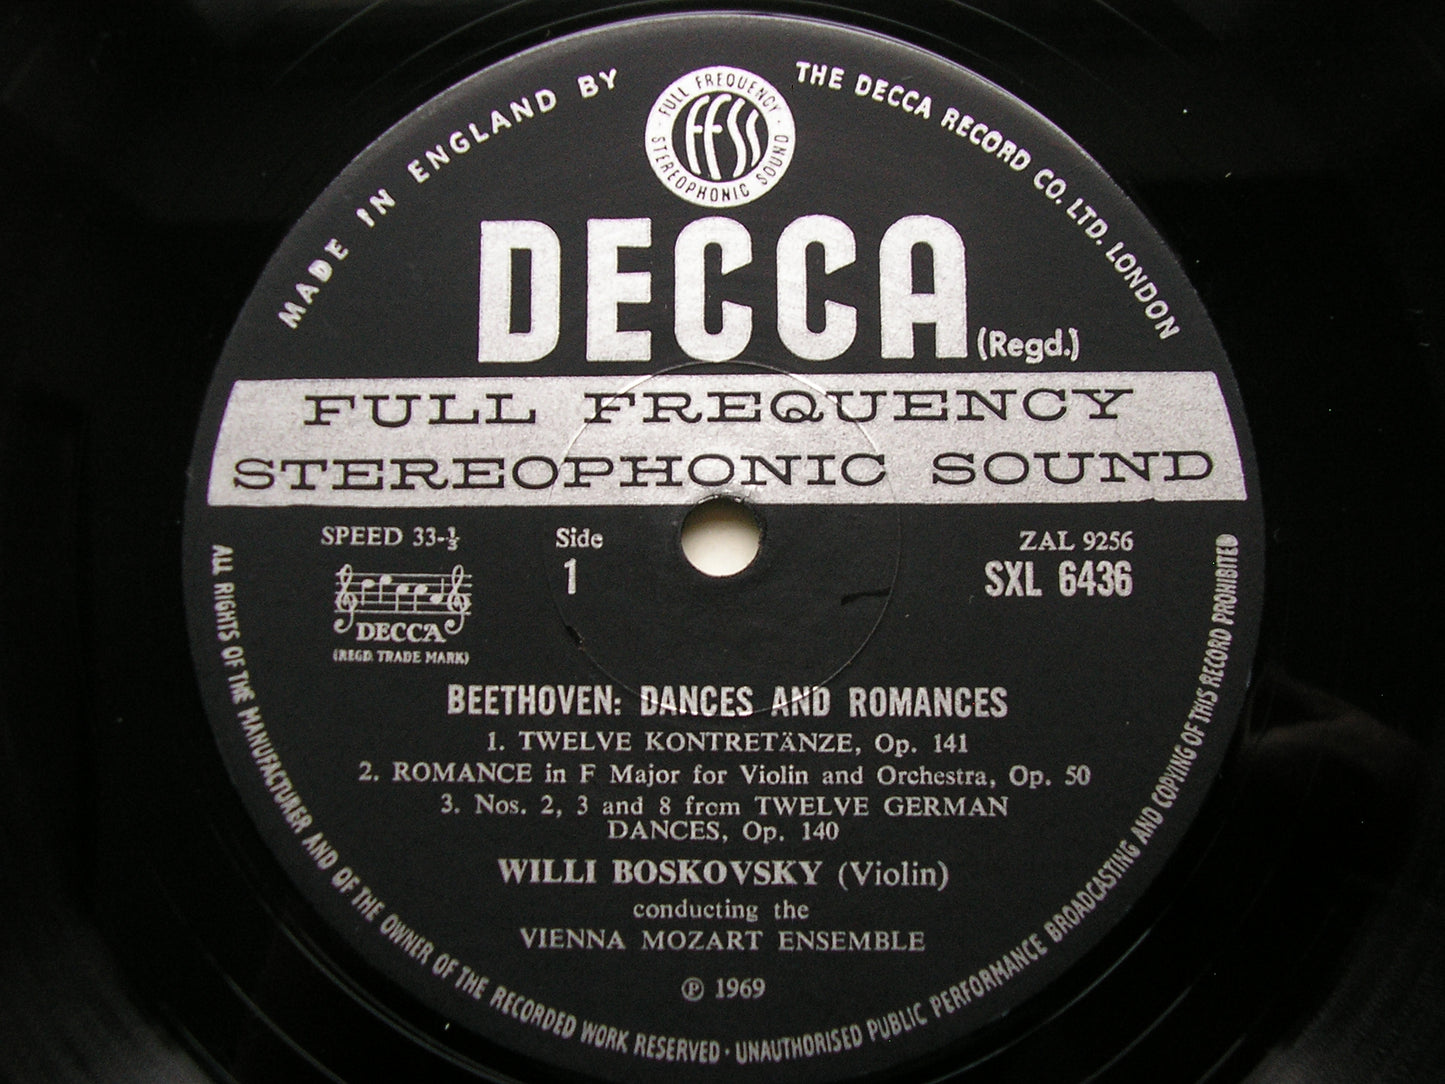 MADE IN ENGLAND BY
THE DECCA RECORD CO. LTD. LONDON
FULL FREQUENCY
FFSS
STEREOPHONIC SOUND
DECCA
(Regd.)
FULL FREQUENCY
STEREOPHONIC SOUND
SPEED 33-⅓
Side
1
ZAL 9256
SXL 6436
DECCA
(REGD. TRADE MARK)
BEETHOVEN: DANCES AND ROMANCES
1. TWELVE KONTRETÄNZE, Op. 141
2. ROMANCE in F Major for Violin and Orchestra, Op. 50
3. Nos. 2, 3 and 8 from TWELVE GERMAN
DANCES, Op. 140
WILLI BOSKOVSKY (Violin)
conducting the
VIENNA MOZART ENSEMBLE
℗ 1969
ALL RIGHTS OF THE MANUFACTURER AND OF THE OWNER OF THE RECORDED WORK RESERVED · UNAUTHORISED PUBLIC PERFORMANCE BROADCASTING AND COPYING OF THIS RECORD PROHIBITED